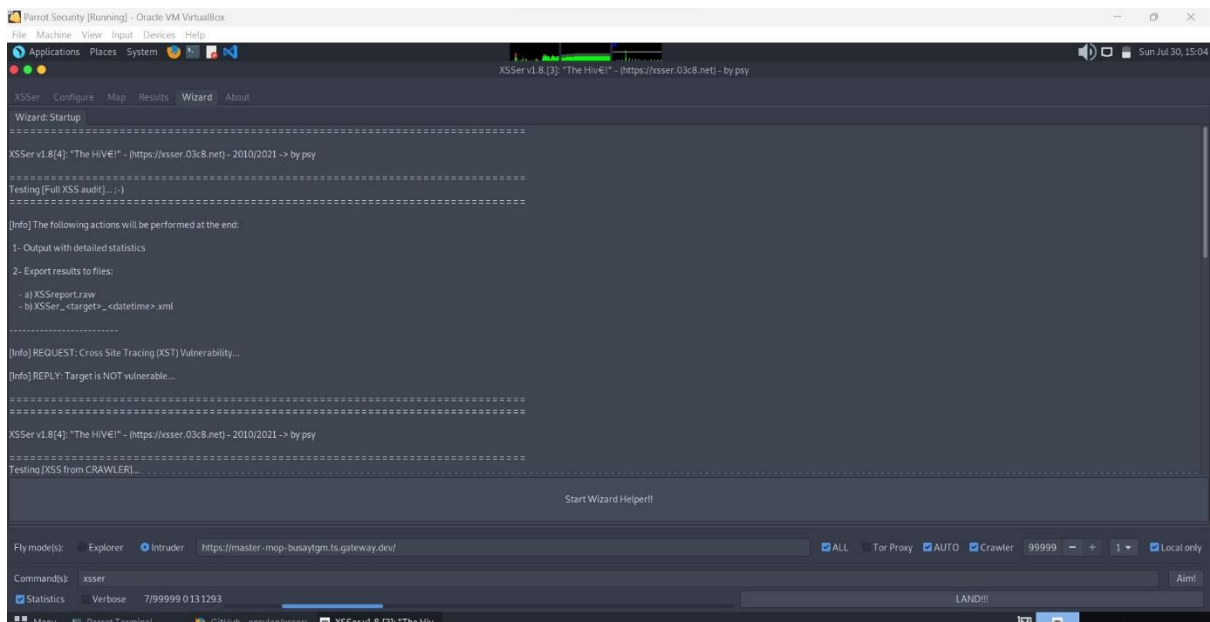 Parrot Security [Running] - Oracle VM VirtualBox
File Machine View Input Devices Help
Applications Places System
Sun Jul 30, 15:04
XSSer v1.8.[3]: "The Hiv€!" - (https://xsser.03c8.net) - by psy
XSSer Configure Map Results Wizard About
Wizard: Startup
===========================================================================
XSSer v1.8[4]: "The HiV€!" - (https://xsser.03c8.net) - 2010/2021 -> by psy
===========================================================================
Testing [Full XSS audit]... ;-)
===========================================================================
[Info] The following actions will be performed at the end:
1- Output with detailed statistics
2- Export results to files:
- a) XSSreport.raw
- b) XSSer_<target>_<datetime>.xml
-------------------------
[Info] REQUEST: Cross Site Tracing (XST) Vulnerability...
[Info] REPLY: Target is NOT vulnerable...
===========================================================================
===========================================================================
XSSer v1.8[4]: "The HiV€!" - (https://xsser.03c8.net) - 2010/2021 -> by psy
===========================================================================
Testing [XSS from CRAWLER]...
Start Wizard Helper!!
Fly mode(s): Explorer Intruder https://master-mop-busaytgm.ts.gateway.dev/ ALL Tor Proxy AUTO Crawler 99999 - + 1 Local only
Command(s): xsser Aim!
Statistics Verbose 7/99999 0 131293 LAND!!!
Menu Parrot Terminal XSSer v1.8.[3]: "The Hiv